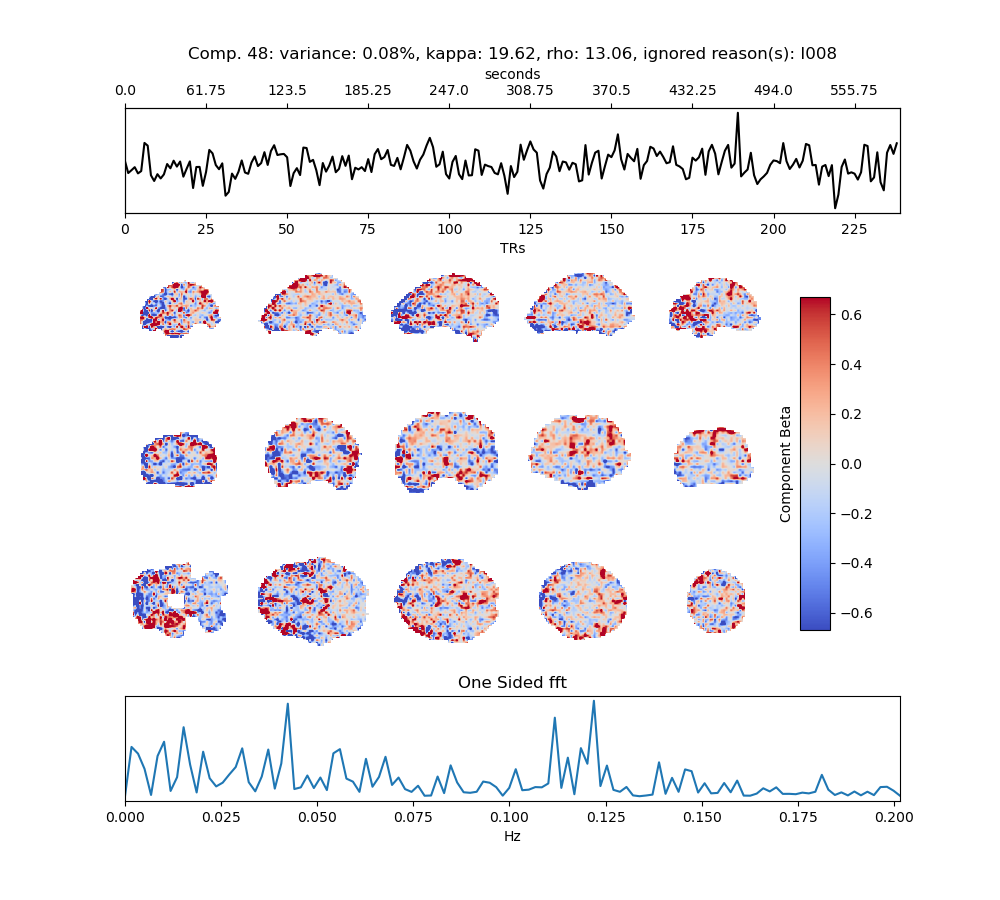 Comp. 48: variance: 0.08%, kappa: 19.62, rho: 13.06, ignored reason(s): I008
seconds
0.0 61.75 123.5 185.25 247.0 308.75 370.5 432.25 494.0 555.75
0 25 50 75 100 125 150 175 200 225
TRs
0.6
0.4
0.2
0.0
−0.2
−0.4
−0.6
Component Beta
One Sided fft
0.000 0.025 0.050 0.075 0.100 0.125 0.150 0.175 0.200
Hz